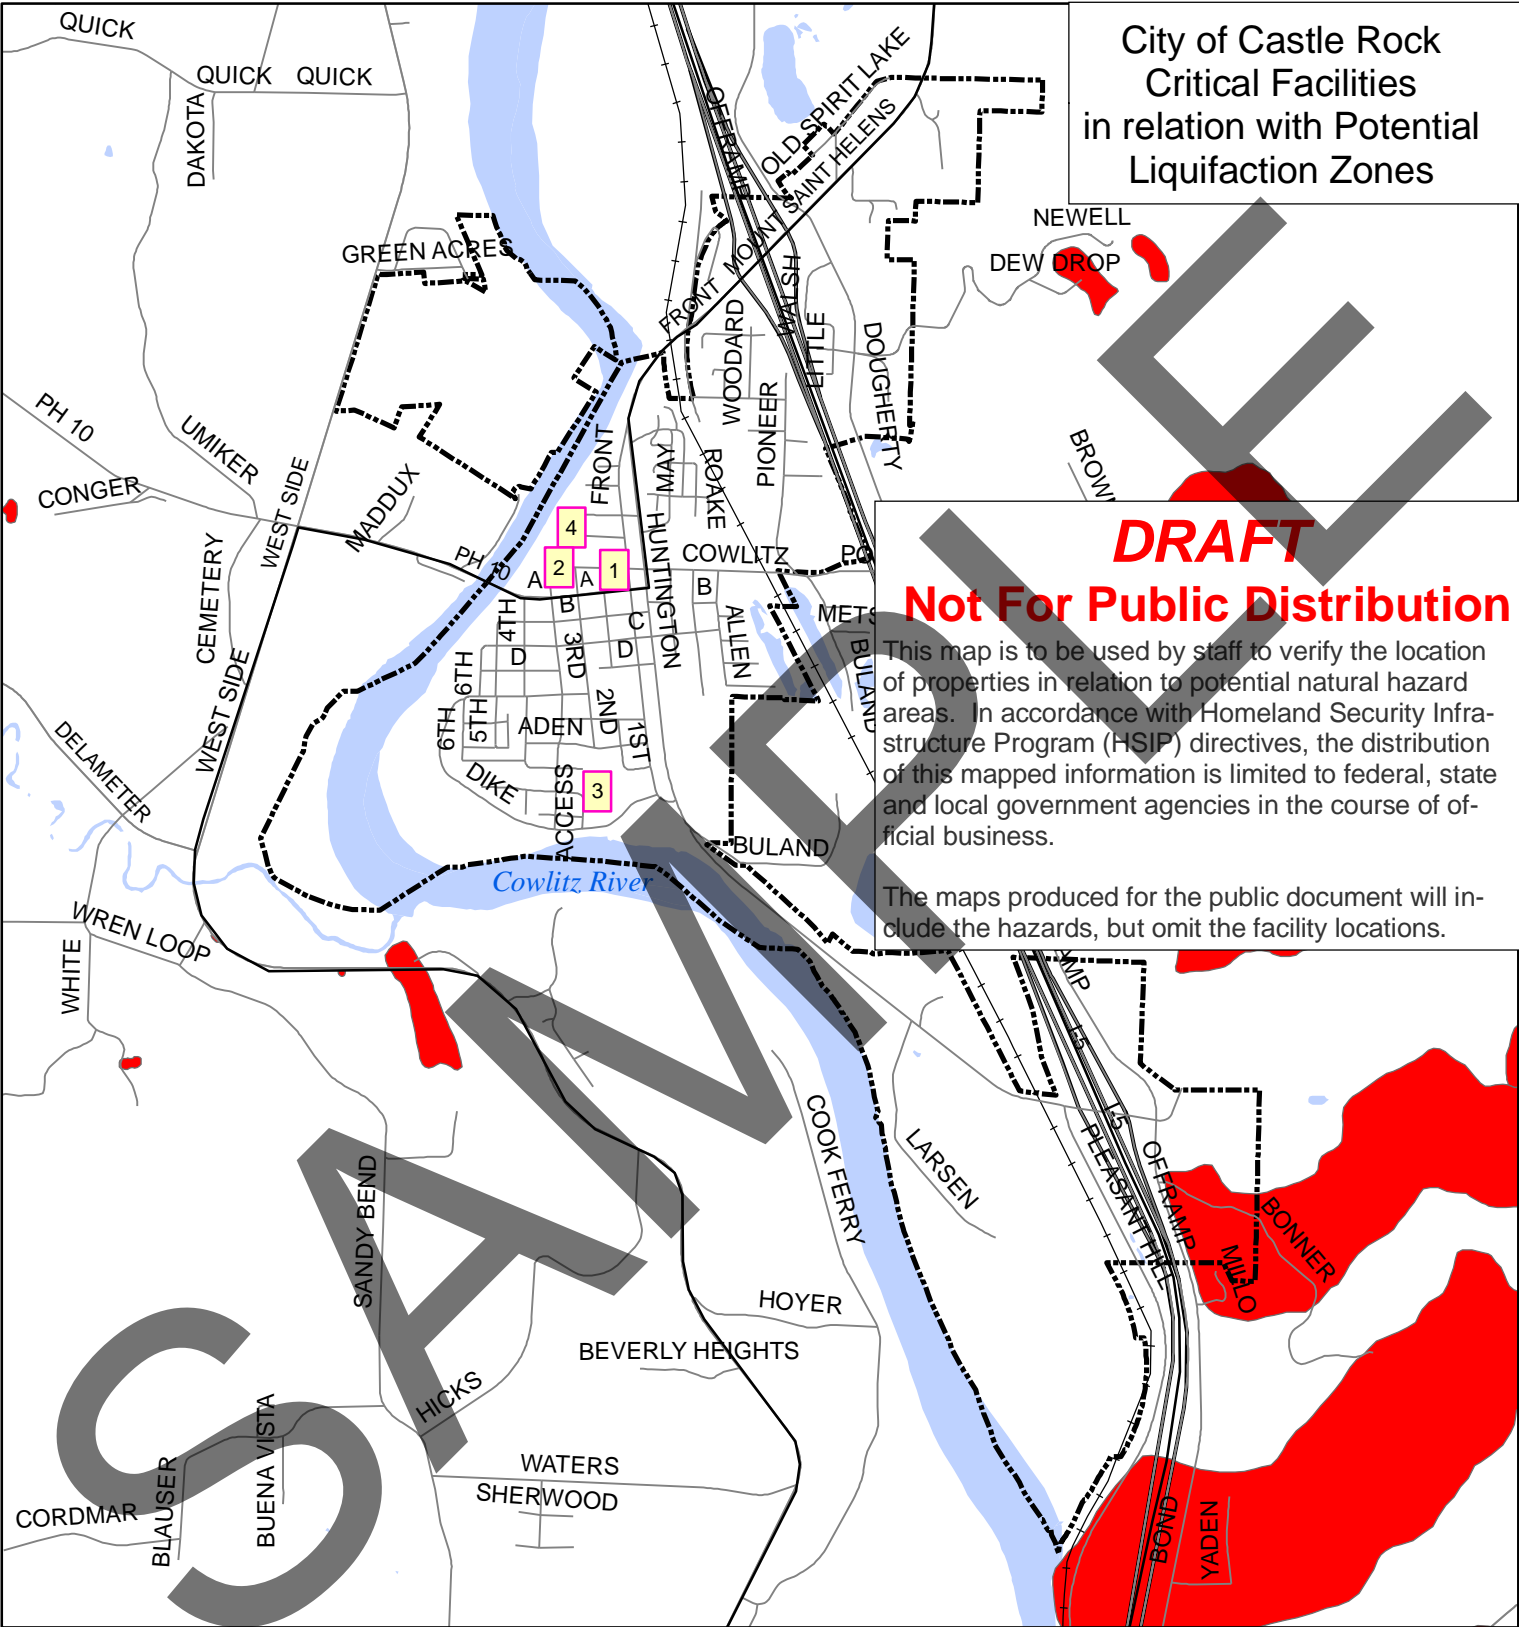 City of Castle Rock
Critical Facilities
in relation with Potential
Liquifaction Zones
QUICK
QUICK QUICK
DAKOTA
OFFRAMP
OLD SPIRIT LAKE
MOUNT SAINT HELENS
FRONT
GREEN ACRES
NEWELL
DEW DROP
WALSH
WOODARD
LITTLE
DOUGHERTY
PIONEER
PH 10
UMIKER
CONGER
WEST SIDE
MADDUX
FRONT
MAY
ROAKE
CEMETERY
PH 10
4
2
1
A
A
HUNTINGTON
COWLITZ
B
B
C
D
D
4TH
3RD
ALLEN
METS
BULAND
6TH
6TH
5TH
2ND
1ST
ADEN
WEST SIDE
DIKE
ACCESS
3
DELAMETER
BULAND
Cowlitz River
DRAFT
Not For Public Distribution
This map is to be used by staff to verify the location
of properties in relation to potential natural hazard
areas. In accordance with Homeland Security Infra-
structure Program (HSIP) directives, the distribution
of this mapped information is limited to federal, state
and local government agencies in the course of of-
ficial business.
The maps produced for the public document will in-
clude the hazards, but omit the facility locations.
WREN LOOP
WHITE
I-5
I-5
COOK FERRY
LARSEN
PLEASANT HILL
OFFRAMP
BONNER
MILLO
SANDY BEND
HOYER
BEVERLY HEIGHTS
HICKS
BUENA VISTA
WATERS
SHERWOOD
CORDMAR
BLAUSER
BOND
YADEN
SAMPLE